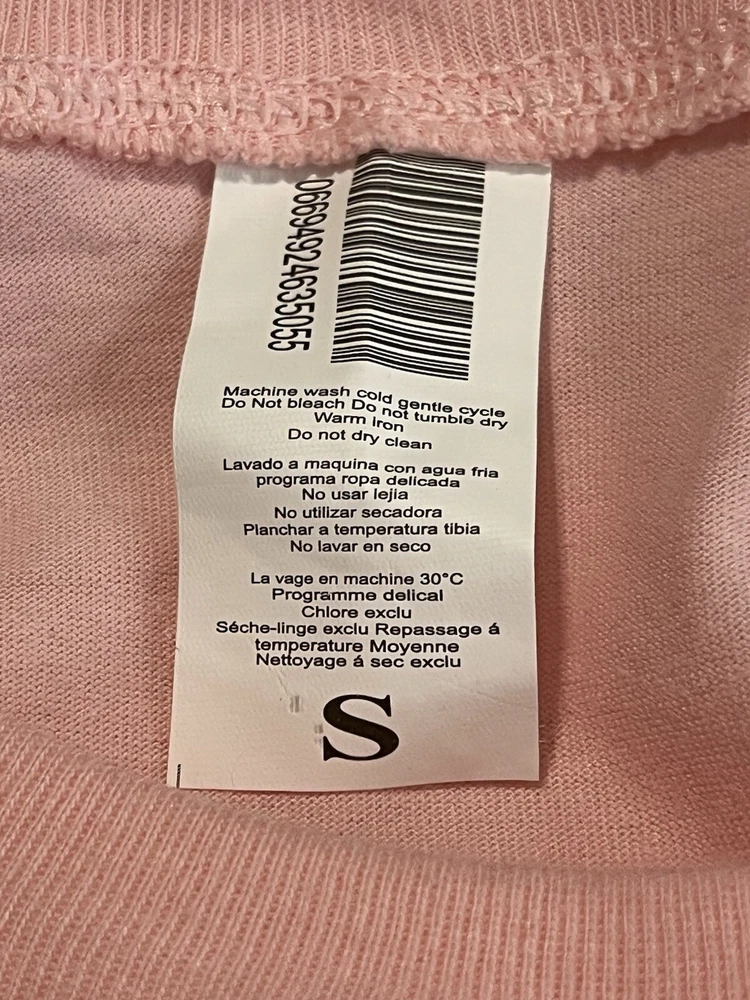 0669494924635055
Machine wash cold gentle cycle
Do Not bleach Do not tumble dry
Warm iron
Do not dry clean
Lavado a maquina con agua fria
programa ropa delicada
No usar lejia
No utilizar secadora
Planchar a temperatura tibia
No lavar en seco
La vage en machine 30°C
Programme delical
Chlore exclu
Séche-linge exclu Repassage á
temperature Moyenne
Nettoyage á sec exclu
S